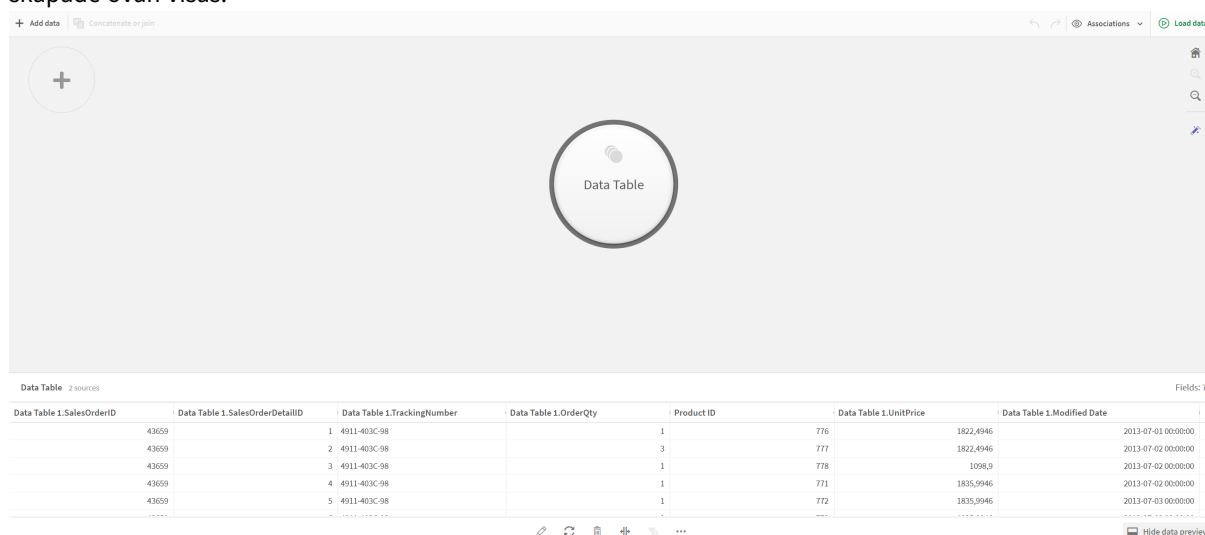 skapade ovan visas.
Add data Concatenate or join Associations Load data
Data Table
Data Table 2 sources Fields: 7
Data Table 1.SalesOrderID Data Table 1.SalesOrderDetailID Data Table 1.TrackingNumber Data Table 1.OrderQty Product ID Data Table 1.UnitPrice Data Table 1.Modified Date
43659 1 4911-403C-98 1 776 1822,4946 2013-07-01 00:00:00
43659 2 4911-403C-98 3 777 1822,4946 2013-07-02 00:00:00
43659 3 4911-403C-98 1 778 1098,9 2013-07-02 00:00:00
43659 4 4911-403C-98 1 771 1835,9946 2013-07-02 00:00:00
43659 5 4911-403C-98 1 772 1835,9946 2013-07-03 00:00:00
Hide data preview